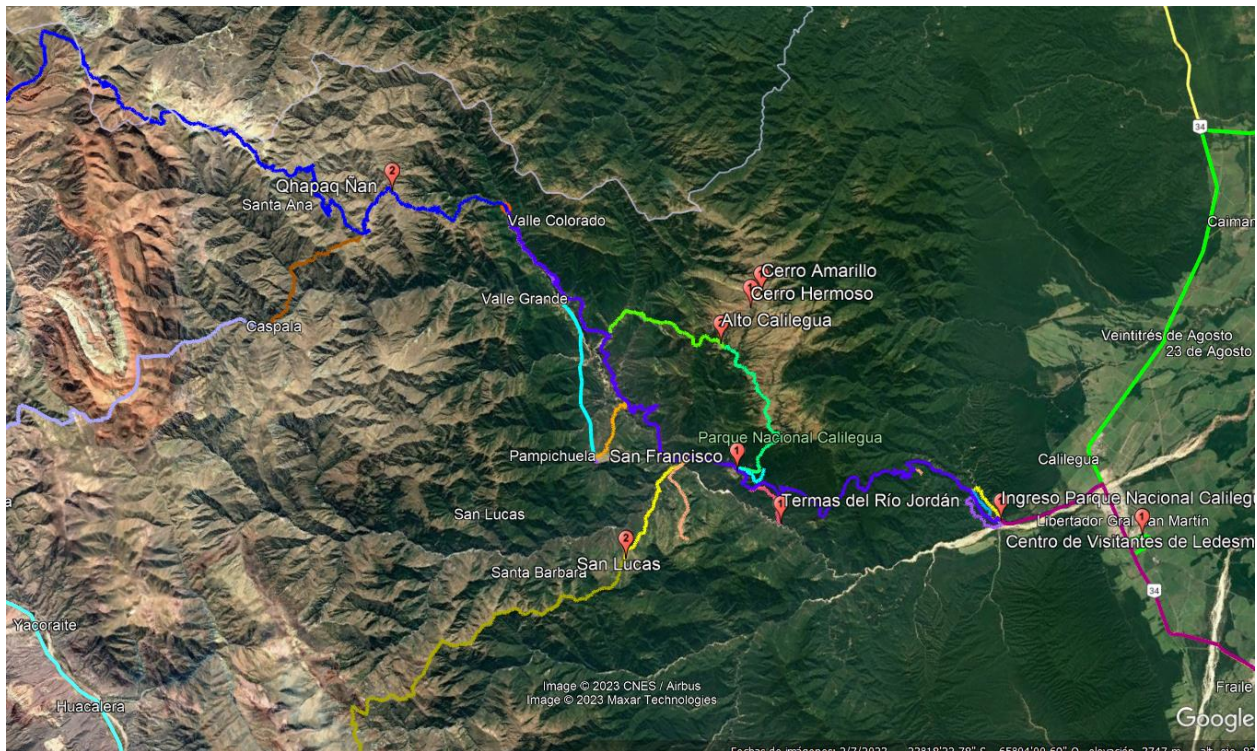 34
Caiman
Qhapaq Ñan
Santa Ana
Valle Colorado
Cerro Amarillo
Cerro Hermoso
Valle Grande
Alto Calilegua
Caspala
Veintitrés de Agosto
23 de Agosto
Parque Nacional Calilegua
Pampichuela
San Francisco
Calilegua
Termas del Río Jordán
Ingreso Parque Nacional Calileg
San Lucas
Libertador Gral San Martín
Centro de Visitantes de Ledesm
San Lucas
Santa Barbara
34
Yacoraite
Huacalera
Image © 2023 CNES / Airbus
Image © 2023 Maxar Technologies
Fraile
Google